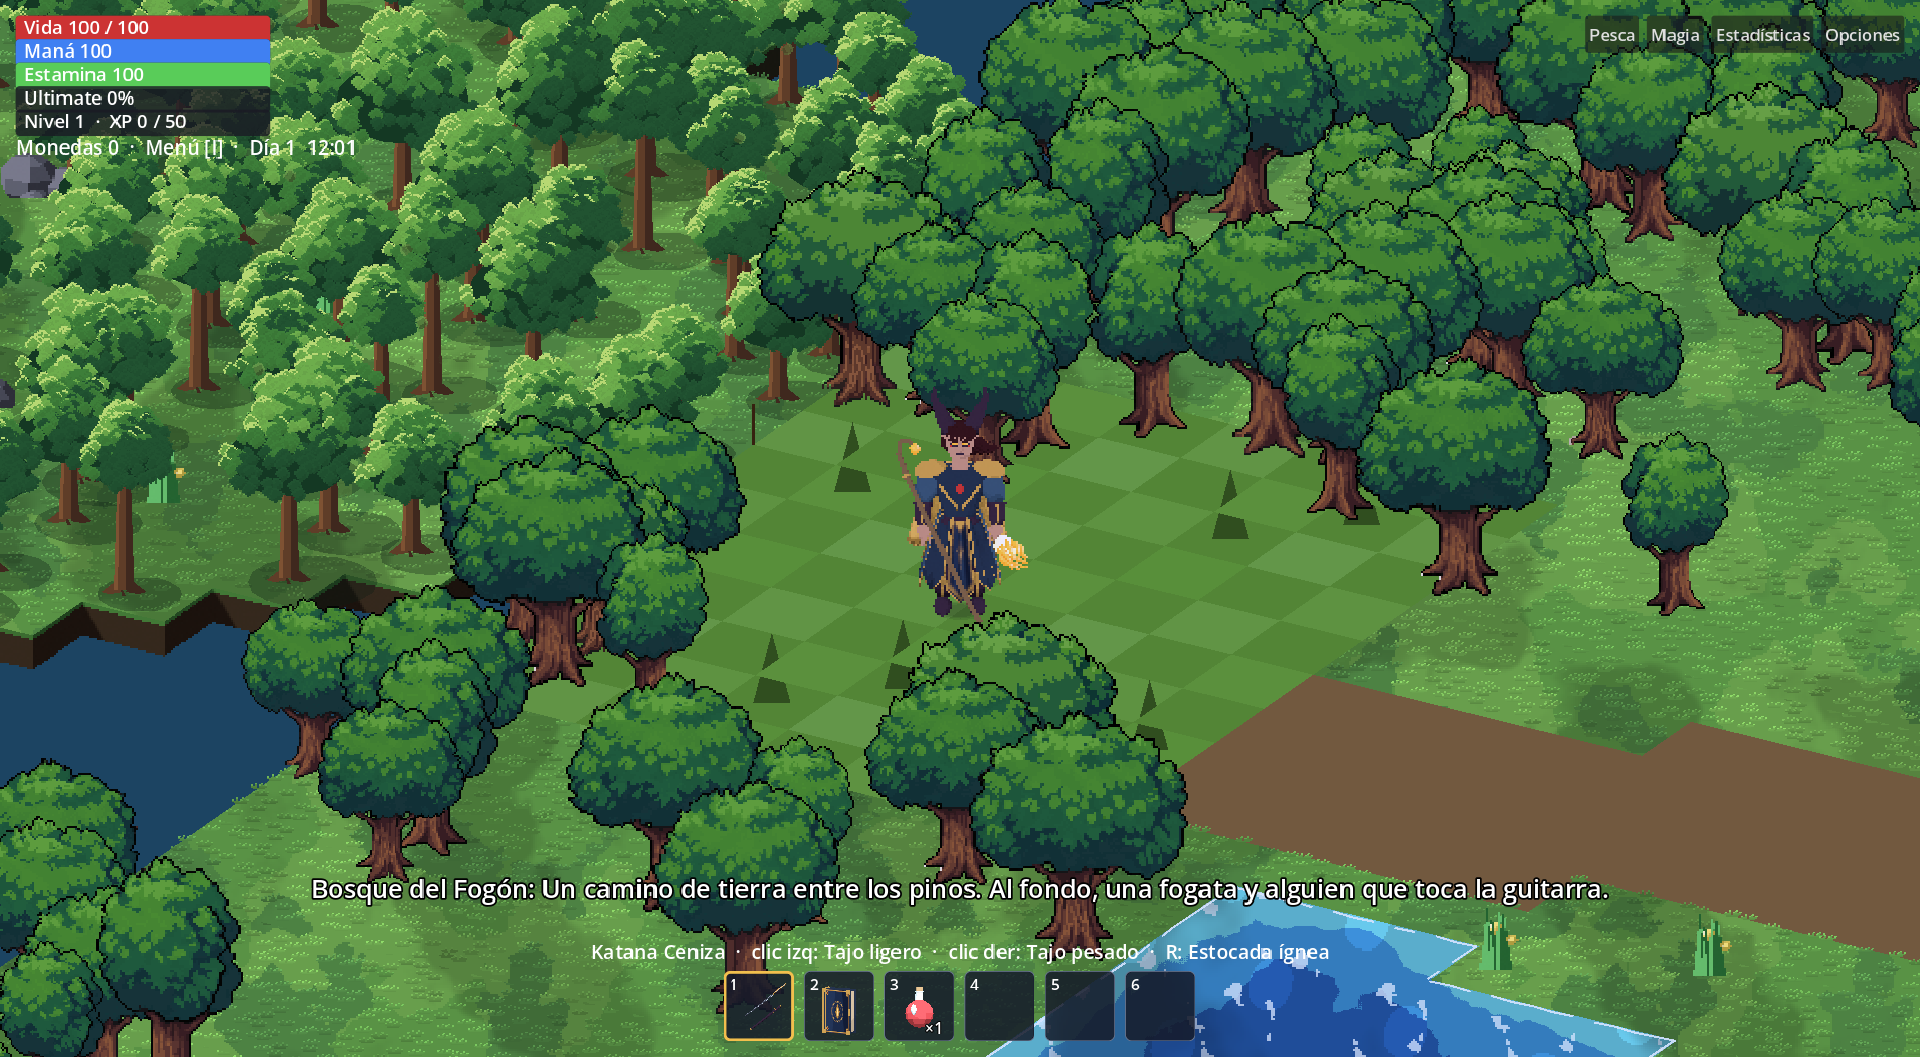 Vida 100 / 100
Maná 100
Estamina 100
Ultimate 0%
Nivel 1 · XP 0 / 50
Monedas 0 · Menú [I] · Día 1 12:01
Pesca Magia Estadísticas Opciones
Bosque del Fogón: Un camino de tierra entre los pinos. Al fondo, una fogata y alguien que toca la guitarra.
Katana Ceniza · clic izq: Tajo ligero · clic der: Tajo pesado · R: Estocada ígnea
1 2 3 4 5 6
×1